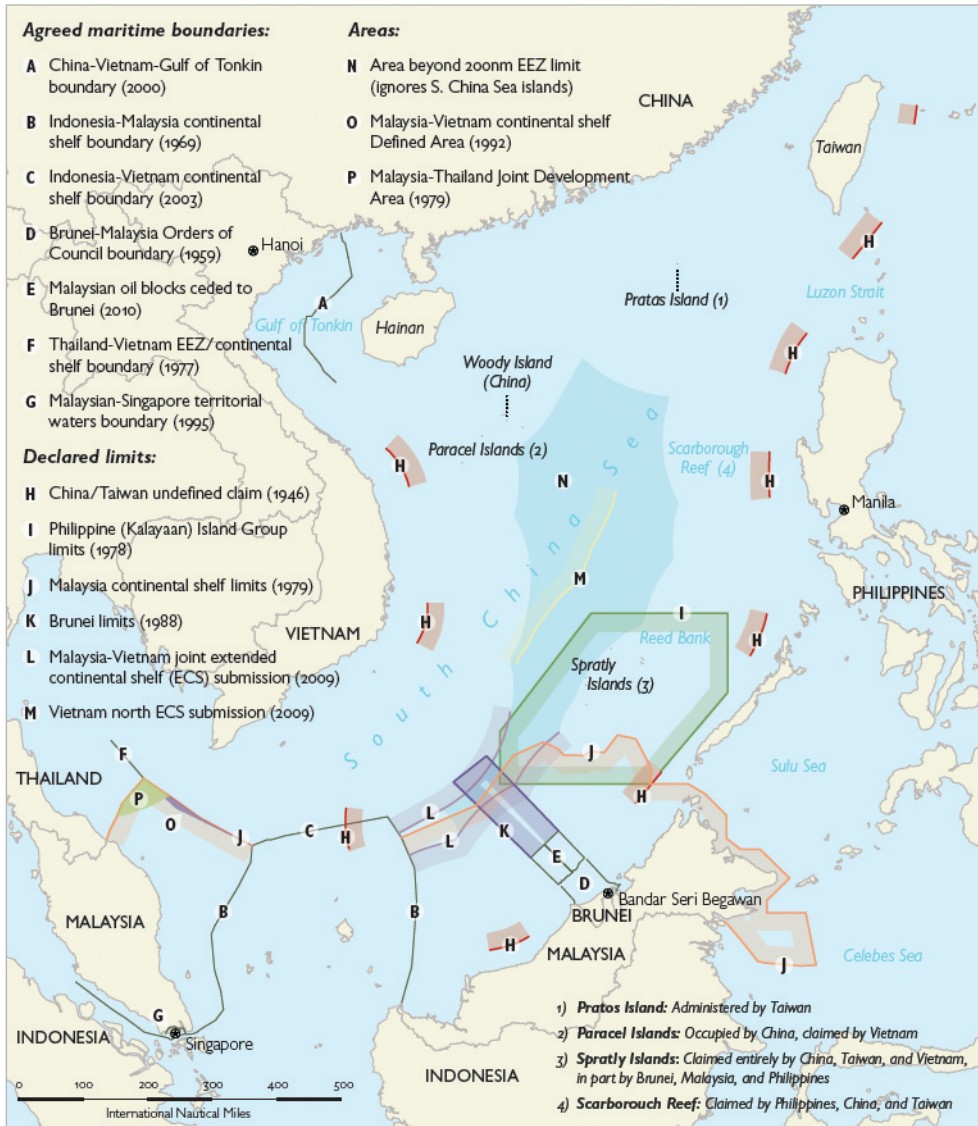 Agreed maritime boundaries:
A China-Vietnam-Gulf of Tonkin
boundary (2000)
B Indonesia-Malaysia continental
shelf boundary (1969)
C Indonesia-Vietnam continental
shelf boundary (2003)
D Brunei-Malaysia Orders of
Council boundary (1959)
E Malaysian oil blocks ceded to
Brunei (2010)
F Thailand-Vietnam EEZ/continental
shelf boundary (1977)
G Malaysian-Singapore territorial
waters boundary (1995)
Declared limits:
H China/Taiwan undefined claim (1946)
I Philippine (Kalayaan) Island Group
limits (1978)
J Malaysia continental shelf limits (1979)
K Brunei limits (1988)
L Malaysia-Vietnam joint extended
continental shelf (ECS) submission (2009)
M Vietnam north ECS submission (2009)
Areas:
N Area beyond 200nm EEZ limit
(ignores S. China Sea islands)
O Malaysia-Vietnam continental shelf
Defined Area (1992)
P Malaysia-Thailand Joint Development
Area (1979)
CHINA
Taiwan
Hanoi
H
A
Gulf of Tonkin
Hainan
Pratas Island (1)
Luzon Strait
Woody Island
(China)
H
Paracel Islands (2)
H
Scarborough
Reef (4)
H
N
Manila
South China Sea
M
PHILIPPINES
VIETNAM
H
I
Reed Bank
H
Spratly
Islands (3)
F
THAILAND
J
Sulu Sea
P
O
J
C
H
L
L
K
H
E
D
Bandar Seri Begawan
BRUNEI
B
B
MALAYSIA
H
MALAYSIA
J
Celebes Sea
G
INDONESIA
Singapore
INDONESIA
0 100 200 300 400 500
International Nautical Miles
1) Pratos Island: Administered by Taiwan
2) Paracel Islands: Occupied by China, claimed by Vietnam
3) Spratly Islands: Claimed entirely by China, Taiwan, and Vietnam,
in part by Brunei, Malaysia, and Philippines
4) Scarborouch Reef: Claimed by Philippines, China, and Taiwan